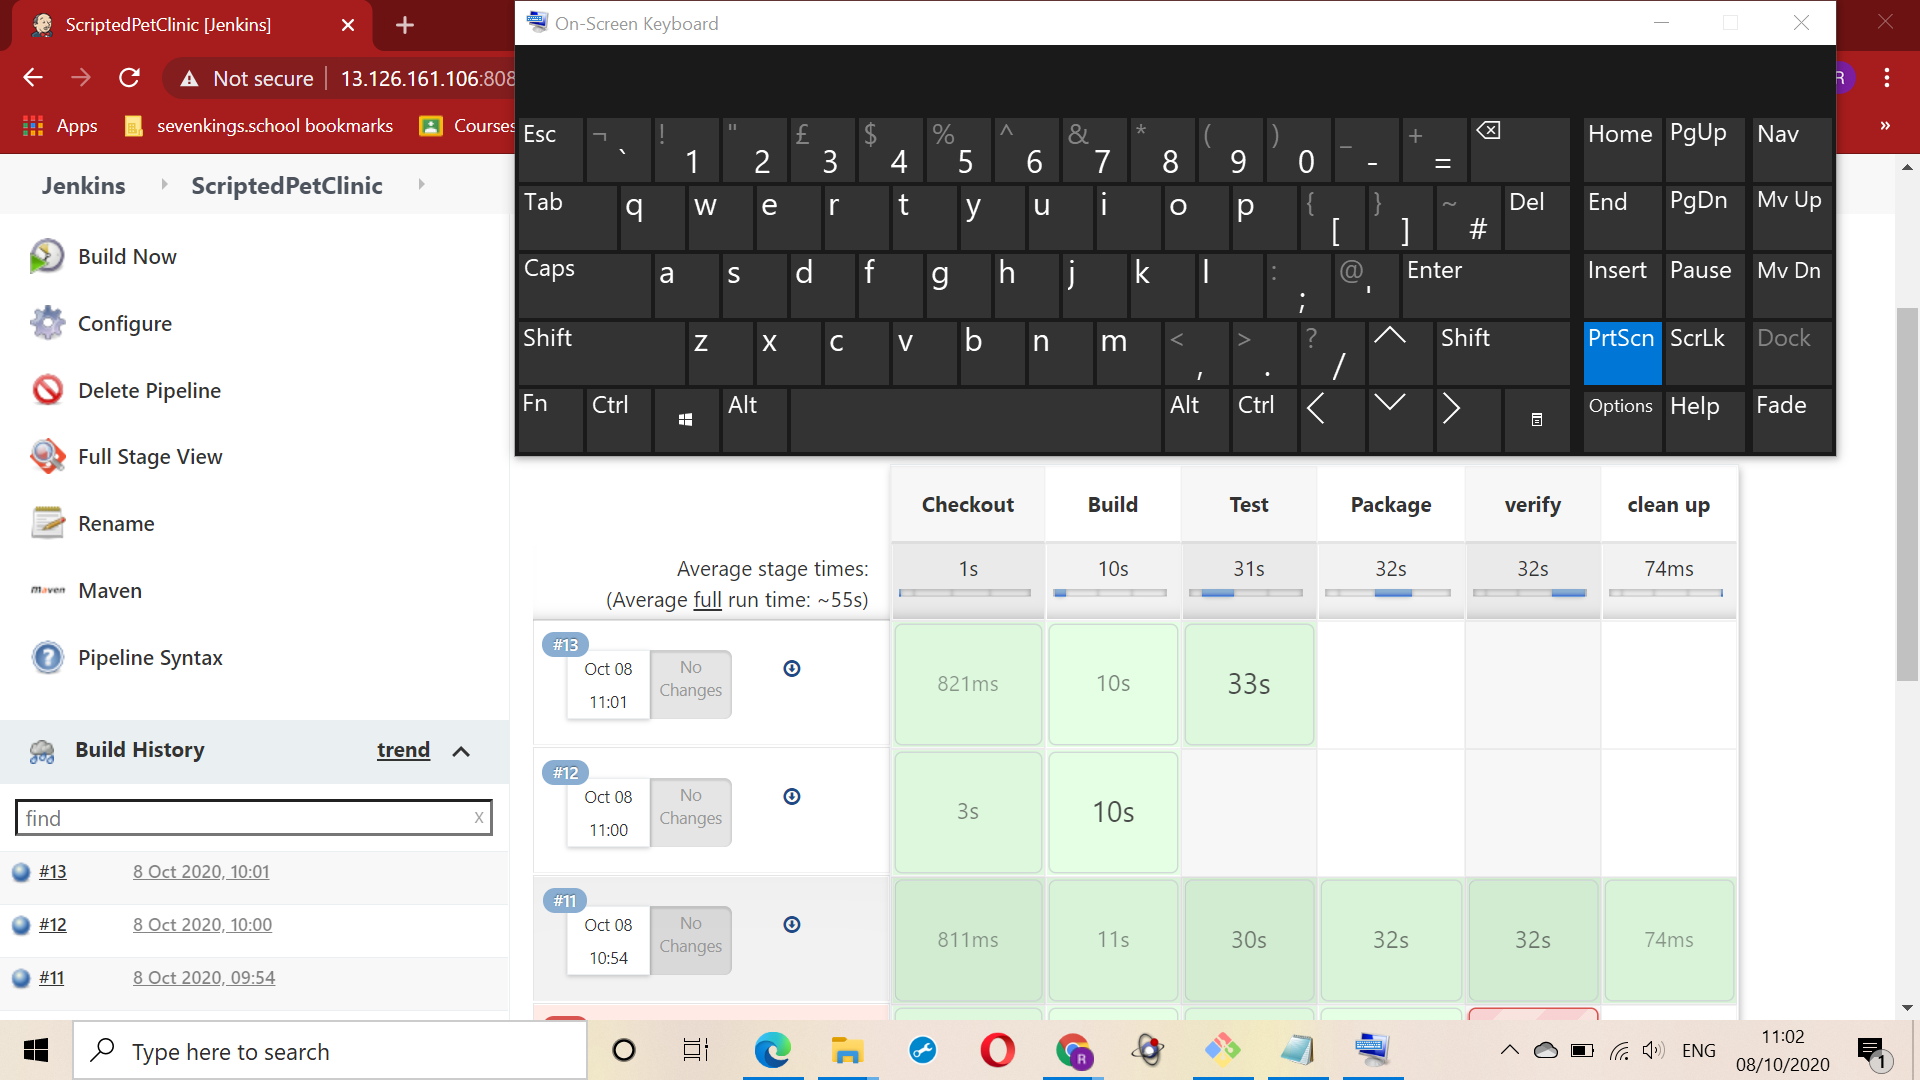 ScriptedPetClinic [Jenkins]
On-Screen Keyboard
Not secure
13.126.161.106:808
R
Apps
sevenkings.school bookmarks
Courses
»
Esc ¬ ` ! 1 " 2 £ 3 $ 4 % 5 ^ 6 & 7 * 8 ( 9 ) 0 _ - + = Home PgUp Nav
Tab q w e r t y u i o p { [ } ] ~ # Del End PgDn Mv Up
Caps a s d f g h j k l : ; @ ' Enter Insert Pause Mv Dn
Shift z x c v b n m < , > . ? / Shift PrtScn ScrLk Dock
Fn Ctrl Alt Alt Ctrl Options Help Fade
Jenkins
ScriptedPetClinic
Build Now
Configure
Delete Pipeline
Full Stage View
Rename
Maven Maven
Pipeline Syntax
Build History trend
find x
#13 8 Oct 2020, 10:01
#12 8 Oct 2020, 10:00
#11 8 Oct 2020, 09:54
Checkout Build Test Package verify clean up
Average stage times: 1s 10s 31s 32s 32s 74ms
(Average full run time: ~55s)
#13
Oct 08
11:01
No
Changes
821ms 10s 33s
#12
Oct 08
11:00
No
Changes
3s 10s
#11
Oct 08
10:54
No
Changes
811ms 11s 30s 32s 32s 74ms
Type here to search
R
ENG
11:02
08/10/2020
1